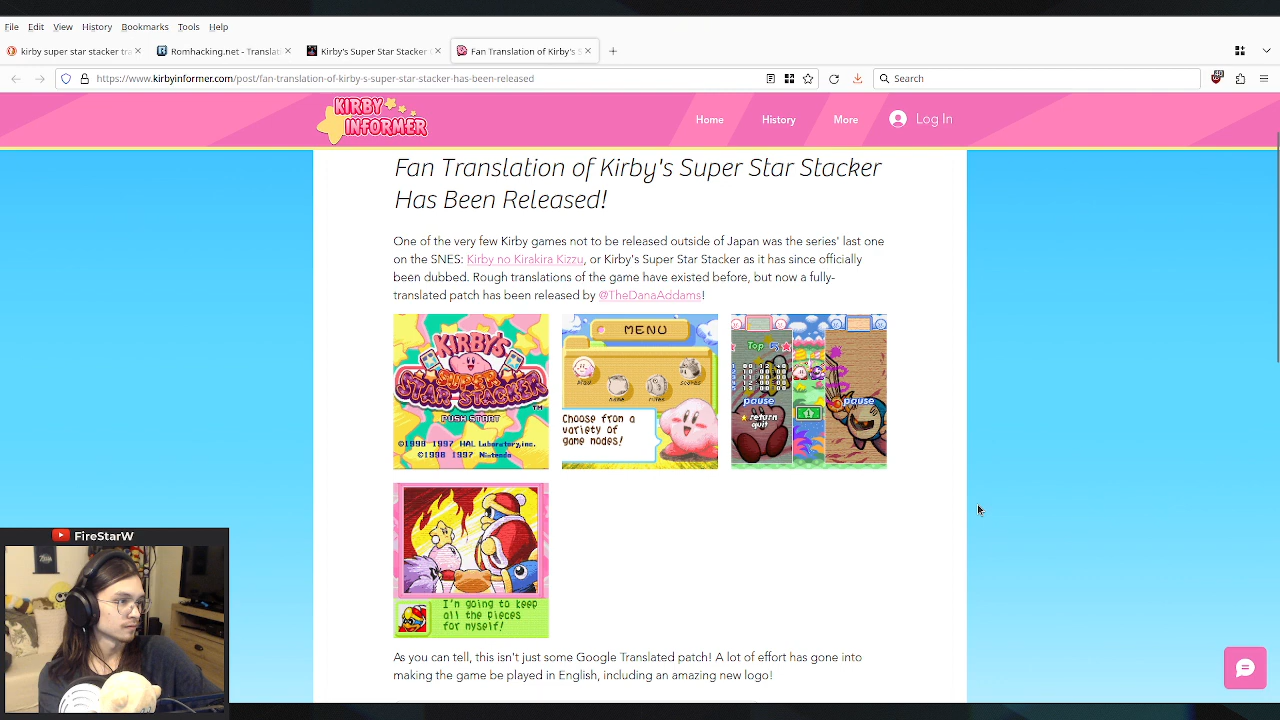 File Edit View History Bookmarks Tools Help
kirby super star stacker tra
Romhacking.net - Translati
Kirby's Super Star Stacker (
Fan Translation of Kirby's S
https://www.kirbyinformer.com/post/fan-translation-of-kirby-s-super-star-stacker-has-been-released
Search
KIRBY
INFORMER
Home History More Log In
Fan Translation of Kirby's Super Star Stacker
Has Been Released!
One of the very few Kirby games not to be released outside of Japan was the series' last one
on the SNES: Kirby no Kirakira Kizzu, or Kirby's Super Star Stacker as it has since officially
been dubbed. Rough translations of the game have existed before, but now a fully-
translated patch has been released by @TheDanaAddams!
KIRBY'S
SUPER
STAR STACKER
TM
PUSH START
©1998 1997 HAL Laboratory,inc.
©1998 1997 Nintendo
MENU
play
scores
Choose from a
variety of
game modes!
Top
pause
return
quit
pause
I'm going to keep
all the pieces
for myself!
As you can tell, this isn't just some Google Translated patch! A lot of effort has gone into
making the game be played in English, including an amazing new logo!
FireStarW